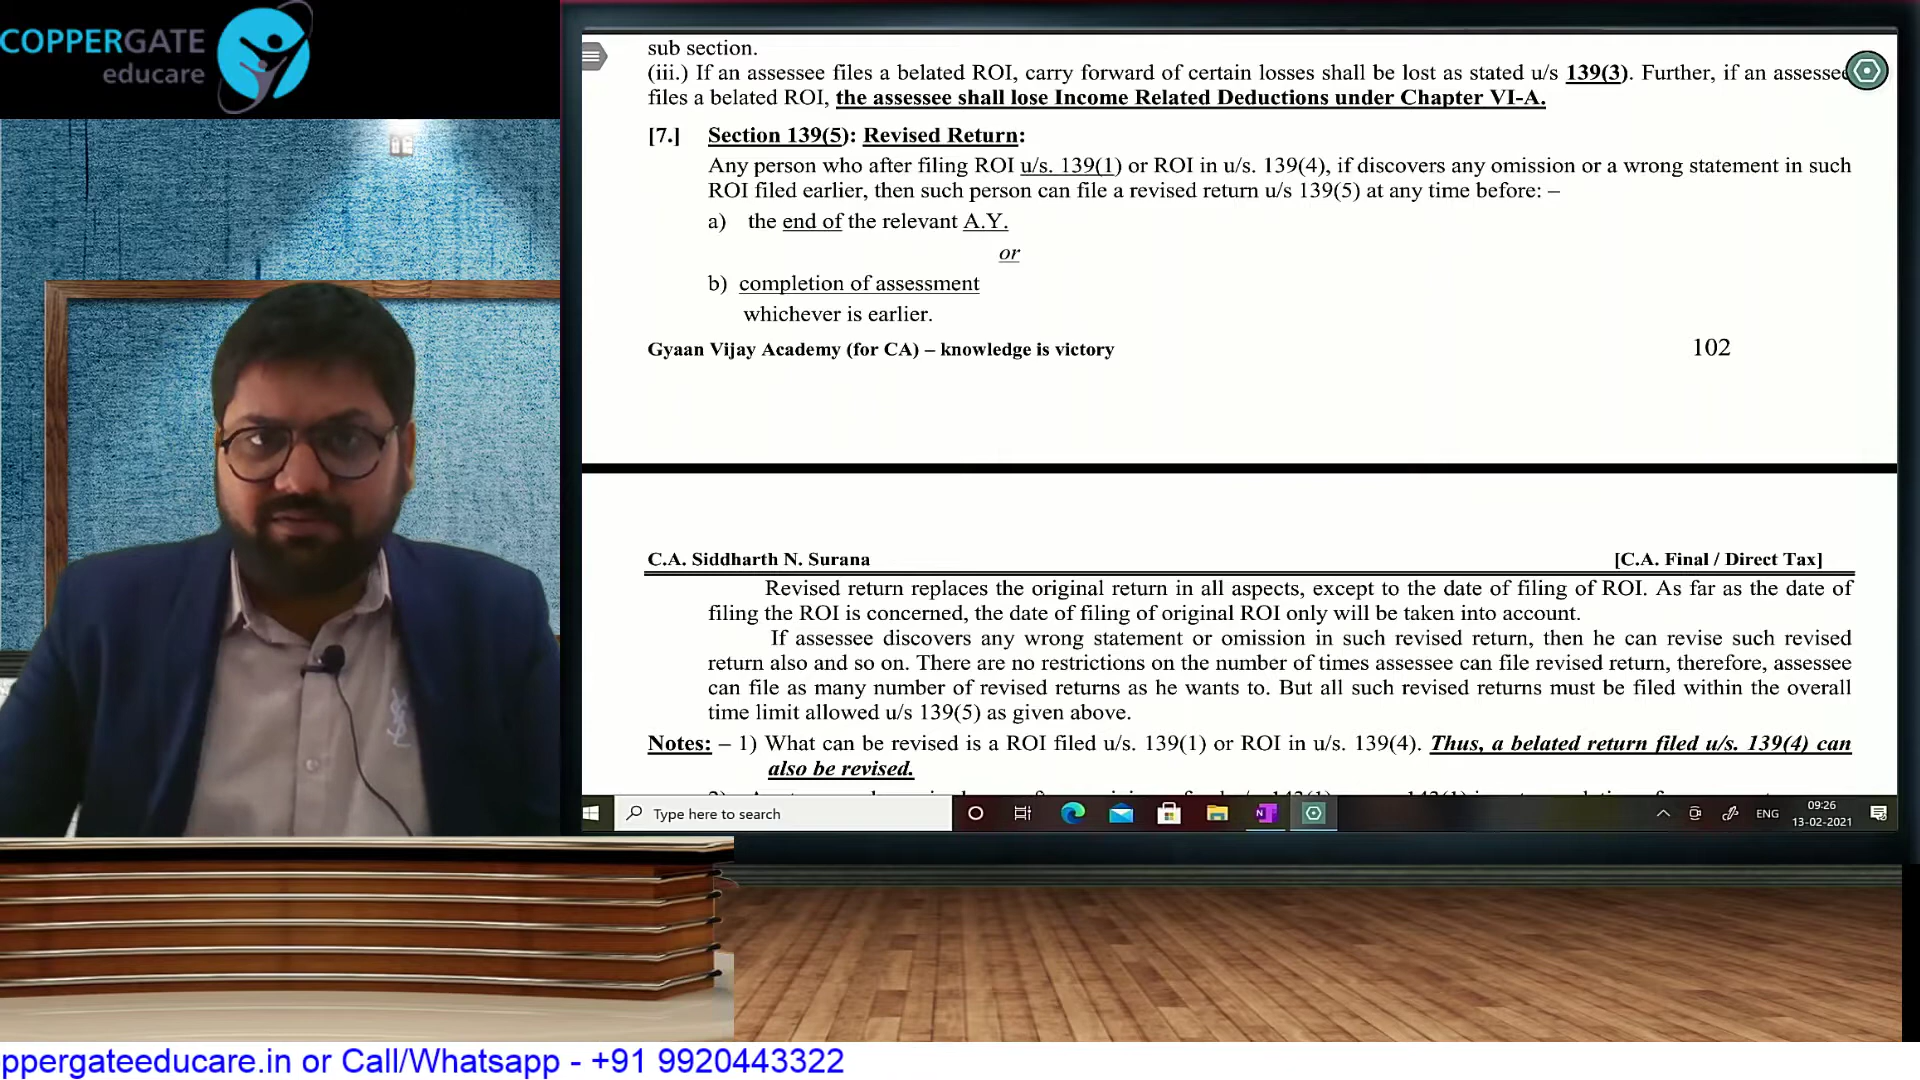 COPPERGATE
educare
sub section.
(iii.) If an assessee files a belated ROI, carry forward of certain losses shall be lost as stated u/s 139(3). Further, if an assessee
files a belated ROI, the assessee shall lose Income Related Deductions under Chapter VI-A.
[7.] Section 139(5): Revised Return:
Any person who after filing ROI u/s. 139(1) or ROI in u/s. 139(4), if discovers any omission or a wrong statement in such
ROI filed earlier, then such person can file a revised return u/s 139(5) at any time before: –
a) the end of the relevant A.Y.
or
b) completion of assessment
whichever is earlier.
Gyaan Vijay Academy (for CA) – knowledge is victory 102
C.A. Siddharth N. Surana [C.A. Final / Direct Tax]
Revised return replaces the original return in all aspects, except to the date of filing of ROI. As far as the date of
filing the ROI is concerned, the date of filing of original ROI only will be taken into account.
If assessee discovers any wrong statement or omission in such revised return, then he can revise such revised
return also and so on. There are no restrictions on the number of times assessee can file revised return, therefore, assessee
can file as many number of revised returns as he wants to. But all such revised returns must be filed within the overall
time limit allowed u/s 139(5) as given above.
Notes: – 1) What can be revised is a ROI filed u/s. 139(1) or ROI in u/s. 139(4). Thus, a belated return filed u/s. 139(4) can
also be revised.
Type here to search
ENG
09:26
13-02-2021
ppergateeducare.in or Call/Whatsapp - +91 9920443322